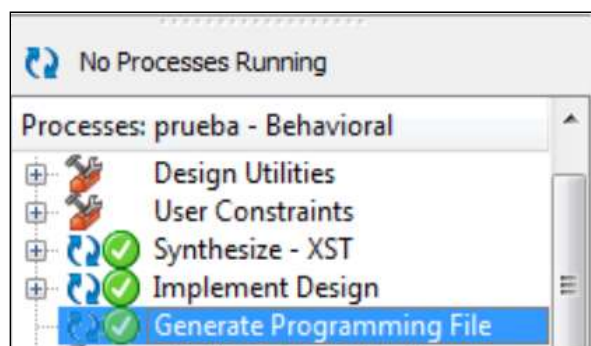 No Processes Running
Processes: prueba - Behavioral
Design Utilities
User Constraints
Synthesize - XST
Implement Design
Generate Programming File